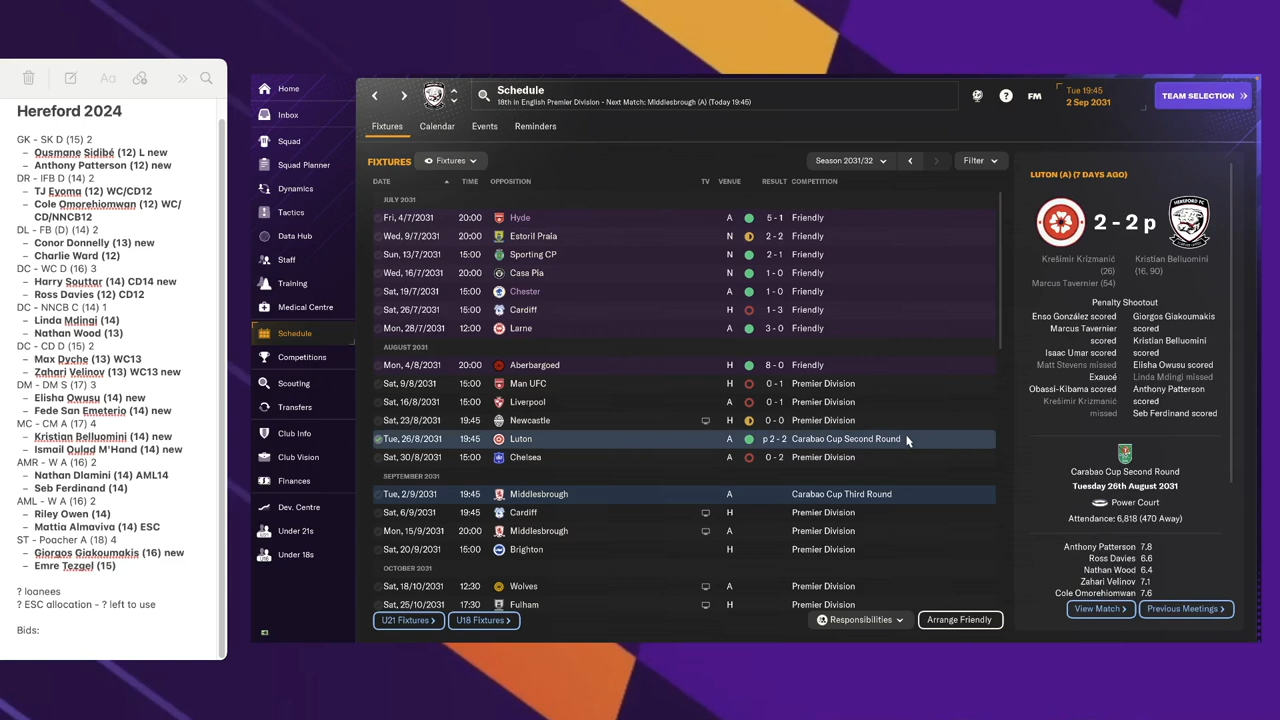 Aa
Hereford 2024
GK - SK D (15) 2
– Ousmane Sidibé (12) L new
– Anthony Patterson (12) new
DR - IFB D (14) 2
– TJ Eyoma (12) WC/CD12
– Cole Omorehiomwan (12) WC/
CD/NNCB12
DL - FB (D) (14) 2
– Conor Donnelly (13) new
– Charlie Ward (12)
DC - WC D (16) 3
– Harry Souttar (14) CD14 new
– Ross Davies (12) CD12
DC - NNCB C (14) 1
– Linda Mdingi (14)
– Nathan Wood (13)
DC - CD D (15) 2
– Max Dyche (13) WC13
– Zahari Velinov (13) WC13 new
DM - DM S (17) 3
– Elisha Owusu (14) new
– Fede San Emeterio (14) new
MC - CM A (17) 4
– Kristian Belluomini (14) new
– Ismail Oulad M'Hand (14) new
AMR - W A (16) 2
– Nathan Dlamini (14) AML14
– Seb Ferdinand (14)
AML - W A (16) 2
– Riley Owen (14)
– Mattia Almaviva (14) ESC
ST - Poacher A (18) 4
– Giorgos Giakoumakis (16) new
– Emre Tezgel (15)
? loanees
? ESC allocation - ? left to use
Bids:
Home
Inbox
Squad
Squad Planner
Dynamics
Tactics
Data Hub
Staff
Training
Medical Centre
Schedule
Competitions
Scouting
Transfers
Club Info
Club Vision
Finances
Dev. Centre
Under 21s
Under 18s
Schedule
18th in English Premier Division - Next Match: Middlesbrough (A) (Today 19:45)
? FM
Tue 19:45
2 Sep 2031
TEAM SELECTION
Fixtures Calendar Events Reminders
FIXTURES Fixtures Season 2031/32 Filter
DATE TIME OPPOSITION TV VENUE RESULT COMPETITION
JULY 2031
Fri, 4/7/2031 20:00 Hyde A 5 - 1 Friendly
Wed, 9/7/2031 20:00 Estoril Praia N 2 - 2 Friendly
Sun, 13/7/2031 15:00 Sporting CP N 2 - 1 Friendly
Wed, 16/7/2031 20:00 Casa Pia N 1 - 0 Friendly
Sat, 19/7/2031 15:00 Chester A 1 - 0 Friendly
Sat, 26/7/2031 15:00 Cardiff H 1 - 3 Friendly
Mon, 28/7/2031 12:00 Larne A 3 - 0 Friendly
AUGUST 2031
Mon, 4/8/2031 20:00 Aberbargod H 8 - 0 Friendly
Sat, 9/8/2031 15:00 Man UFC H 0 - 1 Premier Division
Sat, 16/8/2031 15:00 Liverpool A 0 - 1 Premier Division
Sat, 23/8/2031 19:45 Newcastle H 0 - 0 Premier Division
Tue, 26/8/2031 19:45 Luton A p 2 - 2 Carabao Cup Second Round
Sat, 30/8/2031 15:00 Chelsea A 0 - 2 Premier Division
SEPTEMBER 2031
Tue, 2/9/2031 19:45 Middlesbrough A Carabao Cup Third Round
Sat, 6/9/2031 19:45 Cardiff H Premier Division
Mon, 15/9/2031 20:00 Middlesbrough A Premier Division
Sat, 20/9/2031 15:00 Brighton H Premier Division
OCTOBER 2031
Sat, 18/10/2031 12:30 Wolves A Premier Division
Sat, 25/10/2031 17:30 Fulham H Premier Division
U21 Fixtures U18 Fixtures Responsibilities Arrange Friendly
LUTON (A) (7 DAYS AGO)
2 - 2 p
Krešimir Krizmanić
(26)
Marcus Tavernier (54)
Kristian Belluomini
(16, 90)
Penalty Shootout
Enso González scored
Marcus Tavernier
scored
Isaac Umar scored
Matt Stevens missed
Exaucé
Obassi-Kibama scored
Krešimir Krizmanić
missed
Giorgos Giakoumakis
scored
Kristian Belluomini
scored
Elisha Owusu scored
Linda Mdingi missed
Anthony Patterson
scored
Seb Ferdinand scored
Carabao Cup Second Round
Tuesday 26th August 2031
Power Court
Attendance: 6,818 (470 Away)
Anthony Patterson 7.8
Ross Davies 6.6
Nathan Wood 6.4
Zahari Velinov 7.1
Cole Omorehiomwan 7.6
View Match Previous Meetings